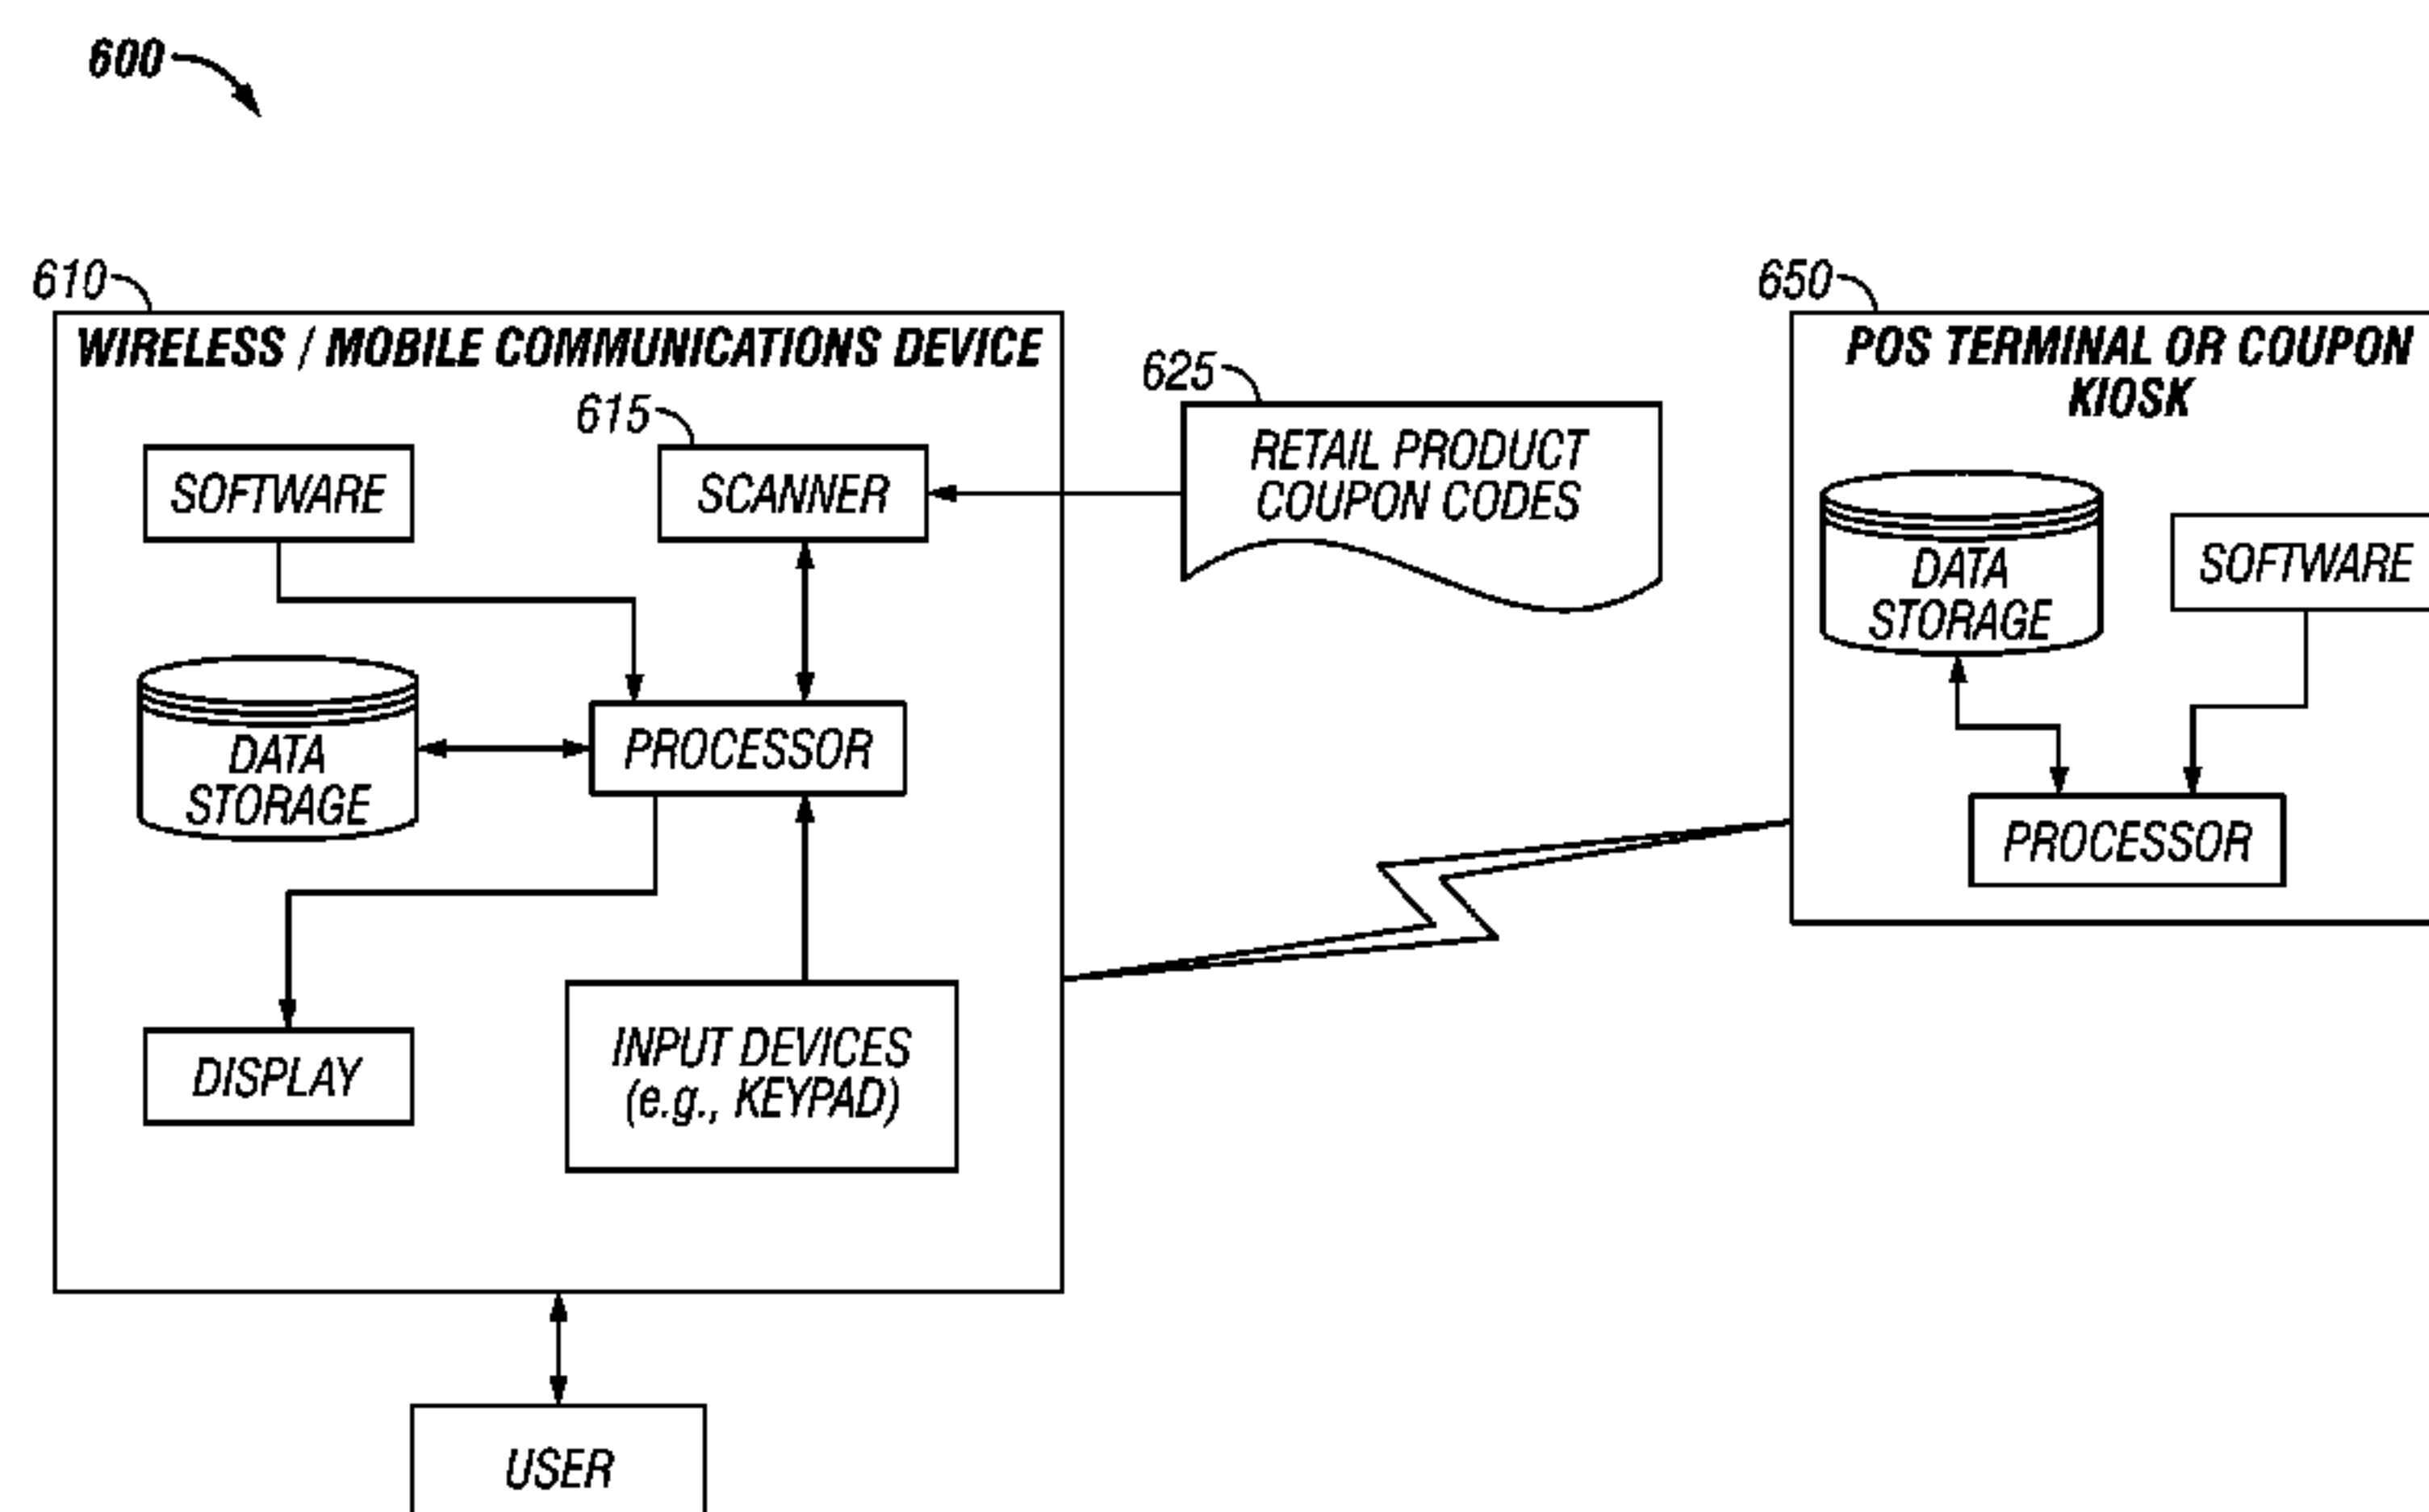 600
610
WIRELESS / MOBILE COMMUNICATIONS DEVICE
615
SOFTWARE
SCANNER
DATA
STORAGE
PROCESSOR
DISPLAY
INPUT DEVICES
(e.g., KEYPAD)
USER
625
RETAIL PRODUCT
COUPON CODES
650
POS TERMINAL OR COUPON
KIOSK
DATA
STORAGE
SOFTWARE
PROCESSOR